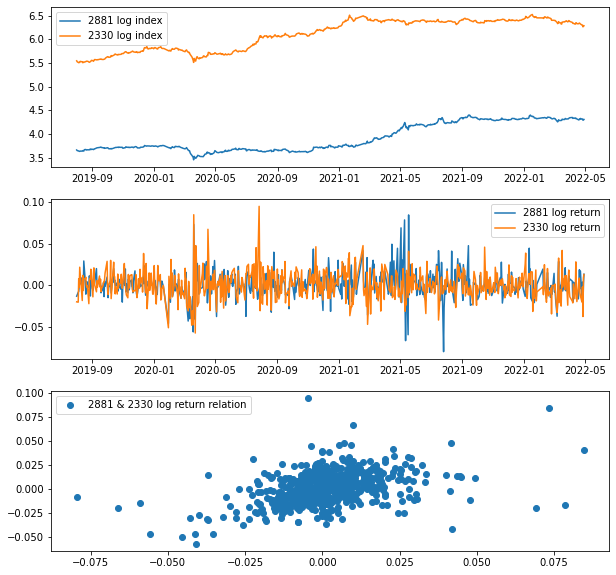 2881 log index
2330 log index
6.5
6.0
5.5
5.0
4.5
4.0
3.5
2019-09 2020-01 2020-05 2020-09 2021-01 2021-05 2021-09 2022-01 2022-05
2881 log return
2330 log return
0.10
0.05
0.00
−0.05
2019-09 2020-01 2020-05 2020-09 2021-01 2021-05 2021-09 2022-01 2022-05
2881 & 2330 log return relation
0.100
0.075
0.050
0.025
0.000
−0.025
−0.050
−0.075 −0.050 −0.025 0.000 0.025 0.050 0.075